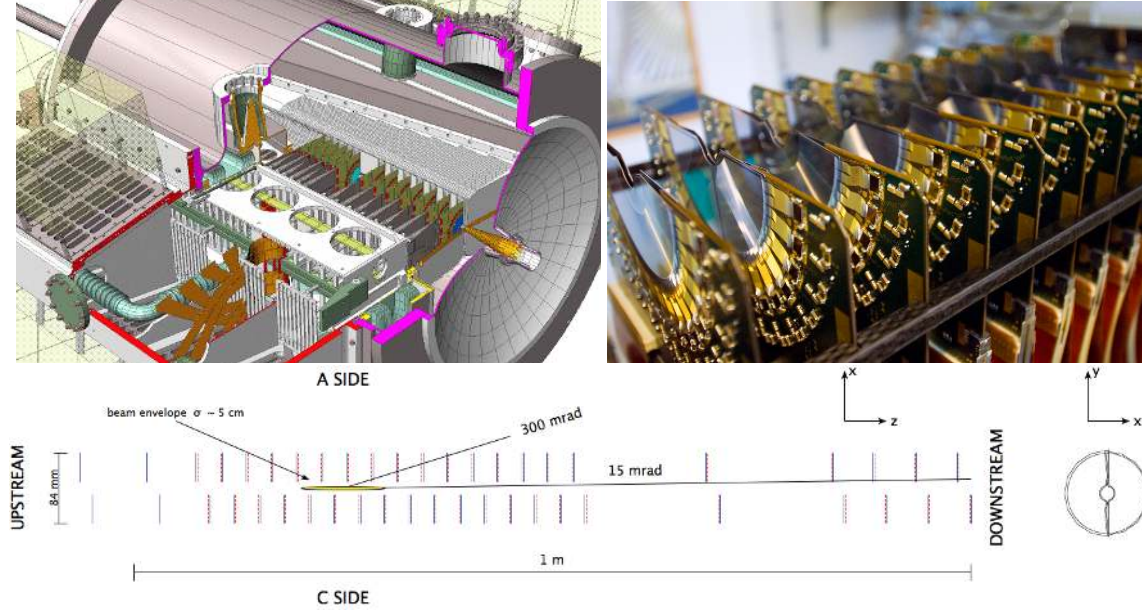 A SIDE
beam envelope σ ~ 5 cm
300 mrad
x
z
y
x
UPSTREAM
84 mm
15 mrad
DOWNSTREAM
1 m
C SIDE